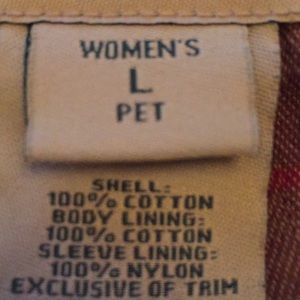 WOMEN'S
L
PET
SHELL:
100% COTTON
BODY LINING:
100% COTTON
SLEEVE LINING:
100% NYLON
EXCLUSIVE OF TRIM